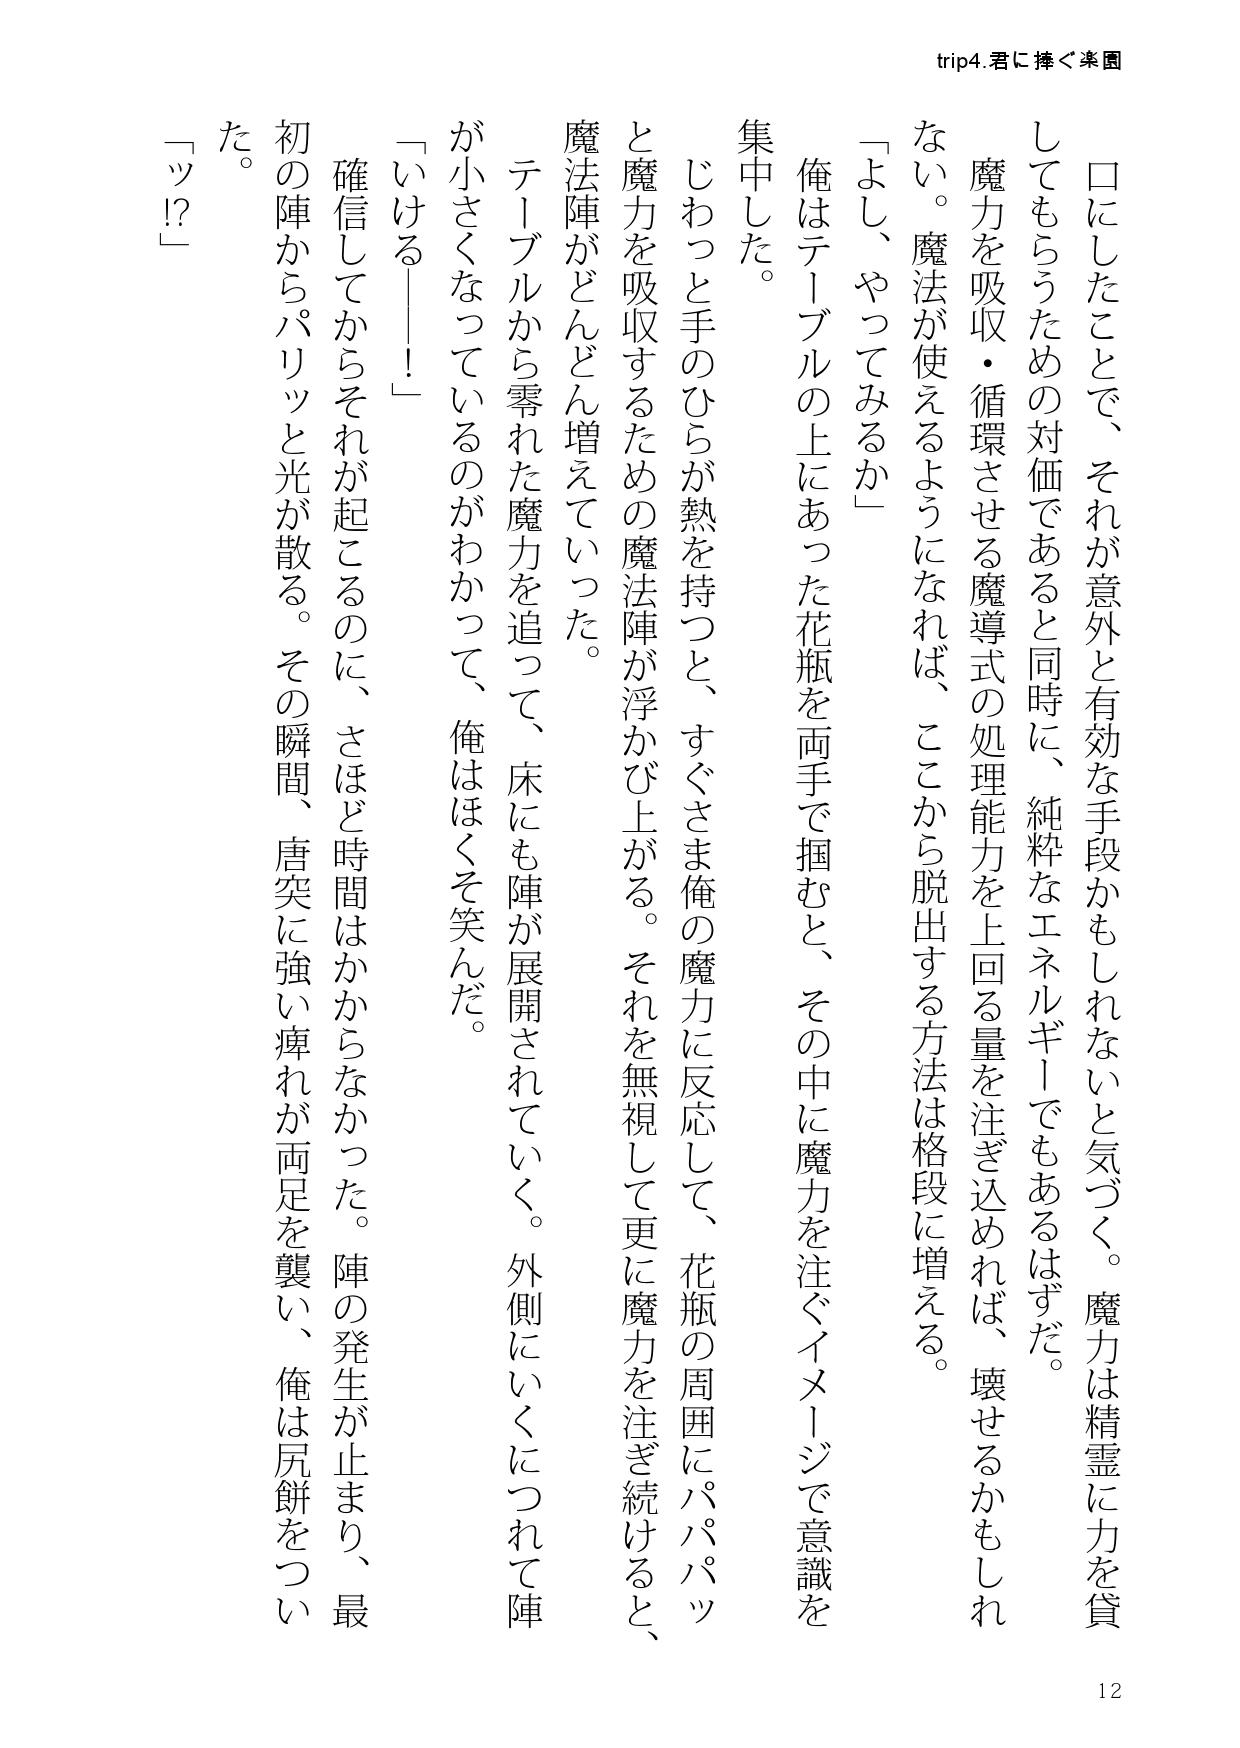 trip4.君に捧ぐ楽園
　口にしたことで、それが意外と有効な手段かもしれないと気づく。魔力は精霊に力を貸
してもらうための対価であると同時に、純粋なエネルギーでもあるはずだ。
　魔力を吸収・循環させる魔導式の処理能力を上回る量を注ぎ込めれば、壊せるかもしれ
ない。魔法が使えるようになれば、ここから脱出する方法は格段に増える。
「よし、やってみるか」
　俺はテーブルの上にあった花瓶を両手で掴むと、その中に魔力を注ぐイメージで意識を
集中した。
　じわっと手のひらが熱を持つと、すぐさま俺の魔力に反応して、花瓶の周囲にパパパッ
と魔力を吸収するための魔法陣が浮かび上がる。それを無視して更に魔力を注ぎ続けると、
魔法陣がどんどん増えていった。
　テーブルから零れた魔力を追って、床にも陣が展開されていく。外側にいくにつれて陣
が小さくなっているのがわかって、俺はほくそ笑んだ。
「いける――！」
　確信してからそれが起こるのに、さほど時間はかからなかった。陣の発生が止まり、最
初の陣からパリッと光が散る。その瞬間、唐突に強い痺れが両足を襲い、俺は尻餅をつい
た。
「ッ!?」
12